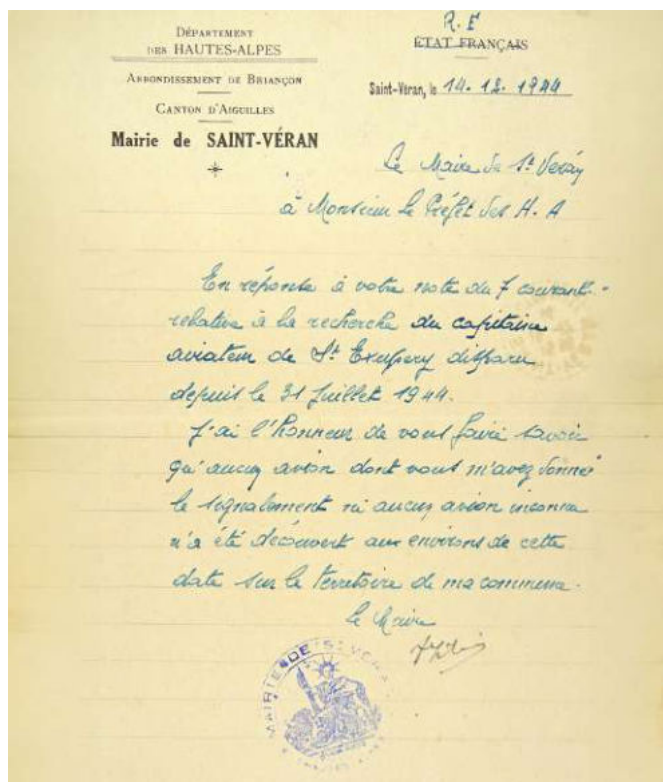 DÉPARTEMENT
DES HAUTES-ALPES
ARRONDISSEMENT DE BRIANÇON
CANTON D'AIGUILLES
Mairie de SAINT-VÉRAN
R.F
ÉTAT FRANÇAIS
Saint-Véran, le 14.12.1944
Le Maire de St Véran
à Monsieur le Préfet des H.A
En réponse à votre note du 7 courant
relative à la recherche du capitaine
aviateur de St Exupery disparu
depuis le 31 Juillet 1944.
J'ai l'honneur de vous faire savoir
qu'aucun avion dont vous m'avez donné
le signalement ni aucun avion inconnu
n'a été découvert aux environs de cette
date sur le territoire de ma commune.
le Maire
MAIRIE DE ST VERAN